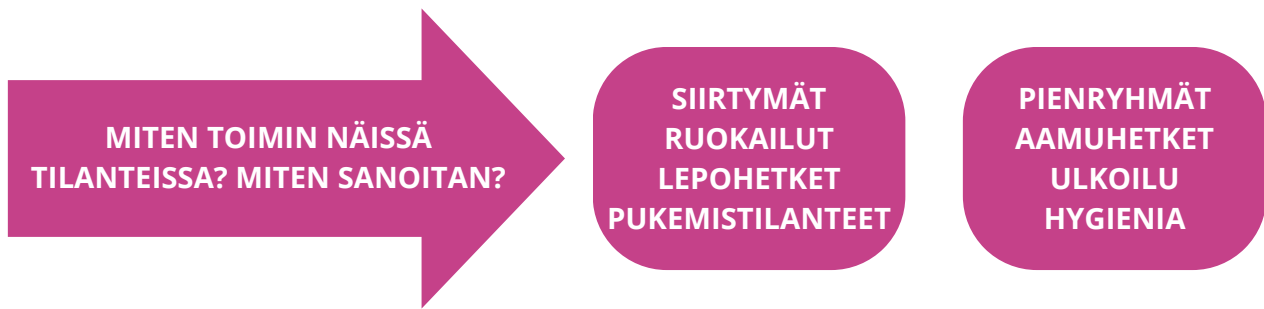 MITEN TOIMIN NÄISSÄ
TILANTEISSA? MITEN SANOITAN?
SIIRTYMÄT
RUOKAILUT
LEPOHETKET
PUKEMISTILANTEET
PIENRYHMÄT
AAMUHETKET
ULKOILU
HYGIENIA